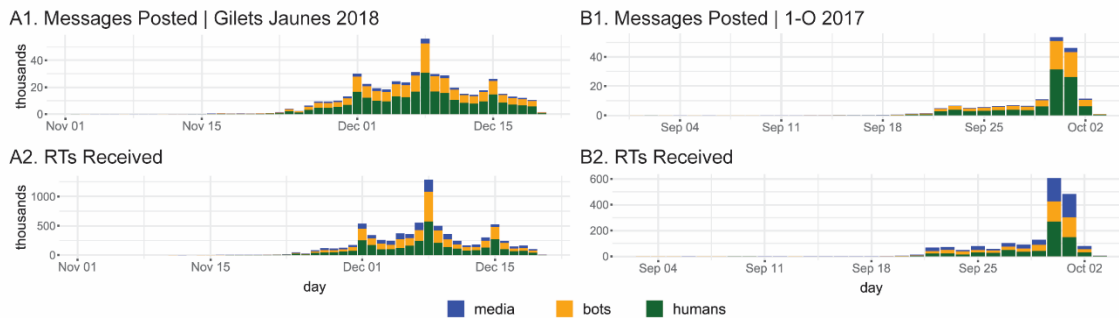 A1. Messages Posted | Gilets Jaunes 2018
thousands
40
20
0
Nov 01
Nov 15
Dec 01
Dec 15
B1. Messages Posted | 1-O 2017
40
20
0
Sep 04
Sep 11
Sep 18
Sep 25
Oct 02
A2. RTs Received
thousands
1000
500
0
Nov 01
Nov 15
Dec 01
Dec 15
day
B2. RTs Received
600
400
200
0
Sep 04
Sep 11
Sep 18
Sep 25
Oct 02
day
media bots humans